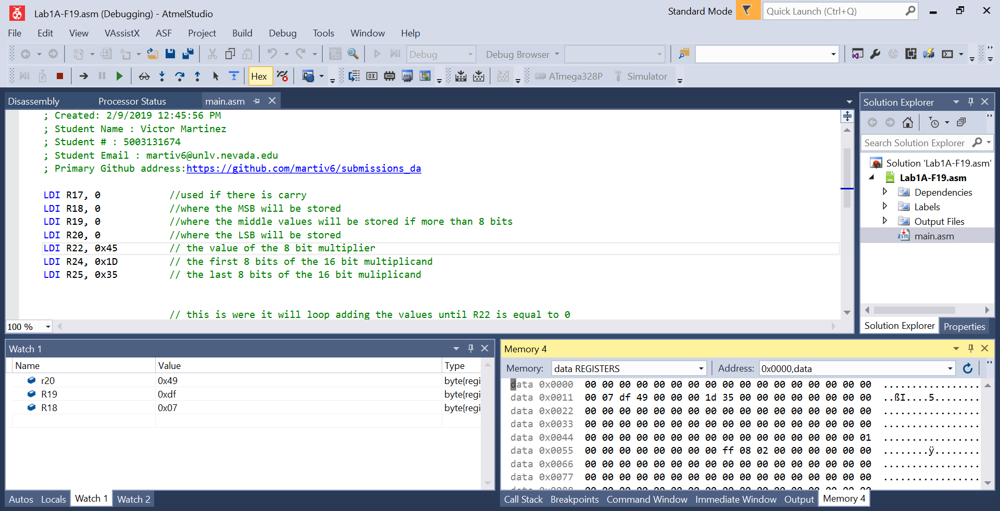 Lab1A-F19.asm (Debugging) - AtmelStudio
Standard Mode
Quick Launch (Ctrl+Q)
File Edit View VAssistX ASF Project Build Debug Tools Window Help
Debug Debug Browser
Hex ATmega328P Simulator
Disassembly Processor Status main.asm
; Created: 2/9/2019 12:45:56 PM
; Student Name : Victor Martinez
; Student # : 5003131674
; Student Email : martiv6@unlv.nevada.edu
; Primary Github address:https://github.com/martiv6/submissions_da
LDI R17, 0 //used if there is carry
LDI R18, 0 //where the MSB will be stored
LDI R19, 0 //where the middle values will be stored if more than 8 bits
LDI R20, 0 //where the LSB will be stored
LDI R22, 0x45 // the value of the 8 bit multiplier
LDI R24, 0x1D // the first 8 bits of the 16 bit multiplicand
LDI R25, 0x35 // the last 8 bits of the 16 bit muliplicand
// this is were it will loop adding the values until R22 is equal to 0
100 %
Solution Explorer
Search Solution Explorer
Solution 'Lab1A-F19.asm'
Lab1A-F19.asm
Dependencies
Labels
Output Files
main.asm
Solution Explorer Properties
Watch 1
Name Value Type
r20 0x49 byte{regi
R19 0xdf byte{regi
R18 0x07 byte{regi
Autos Locals Watch 1 Watch 2
Memory 4
Memory: data REGISTERS Address: 0x0000,data
data 0x0000 00 00 00 00 00 00 00 00 00 00 00 00 00 00 00 00 00 .................
data 0x0011 00 07 df 49 00 00 00 1d 35 00 00 00 00 00 00 00 00 ..ßI....5........
data 0x0022 00 00 00 00 00 00 00 00 00 00 00 00 00 00 00 00 00 .................
data 0x0033 00 00 00 00 00 00 00 00 00 00 00 00 00 00 00 00 00 .................
data 0x0044 00 00 00 00 00 00 00 00 00 00 00 00 00 00 00 00 01 .................
data 0x0055 00 00 00 00 00 00 00 00 ff 08 02 00 00 00 00 00 00 ........ÿ........
data 0x0066 00 00 00 00 00 00 00 00 00 00 00 00 00 00 00 00 00 .................
data 0x0077 00 00 00 00 00 00 00 00 00 00 00 00 00 00 00 00 00 .................
Call Stack Breakpoints Command Window Immediate Window Output Memory 4